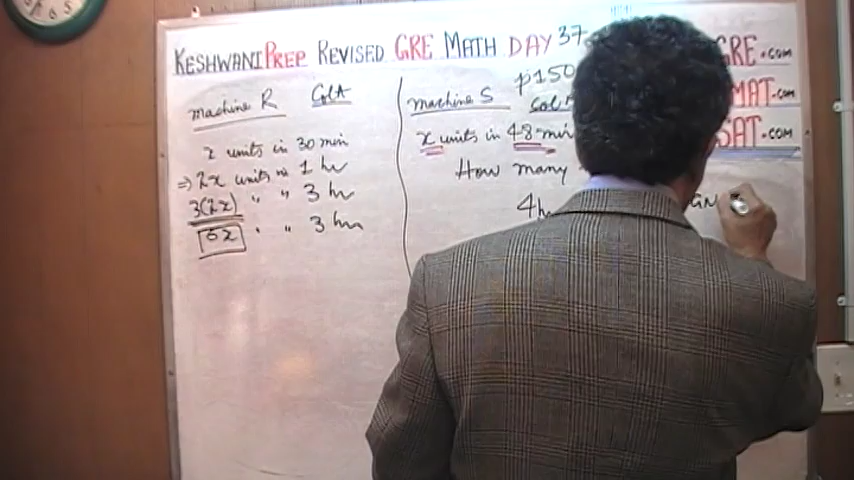 KESHWANIPREP REVISED GRE MATH DAY 37
GRE.com
MAT.com
SAT.com
p150
Machine R Col A
x units in 30 min
⇒ 2x units in 1 hr
3(2x) " " 3 hr
6x " " 3 hrs
Machine S Col
x units in 48 min
How many
4h